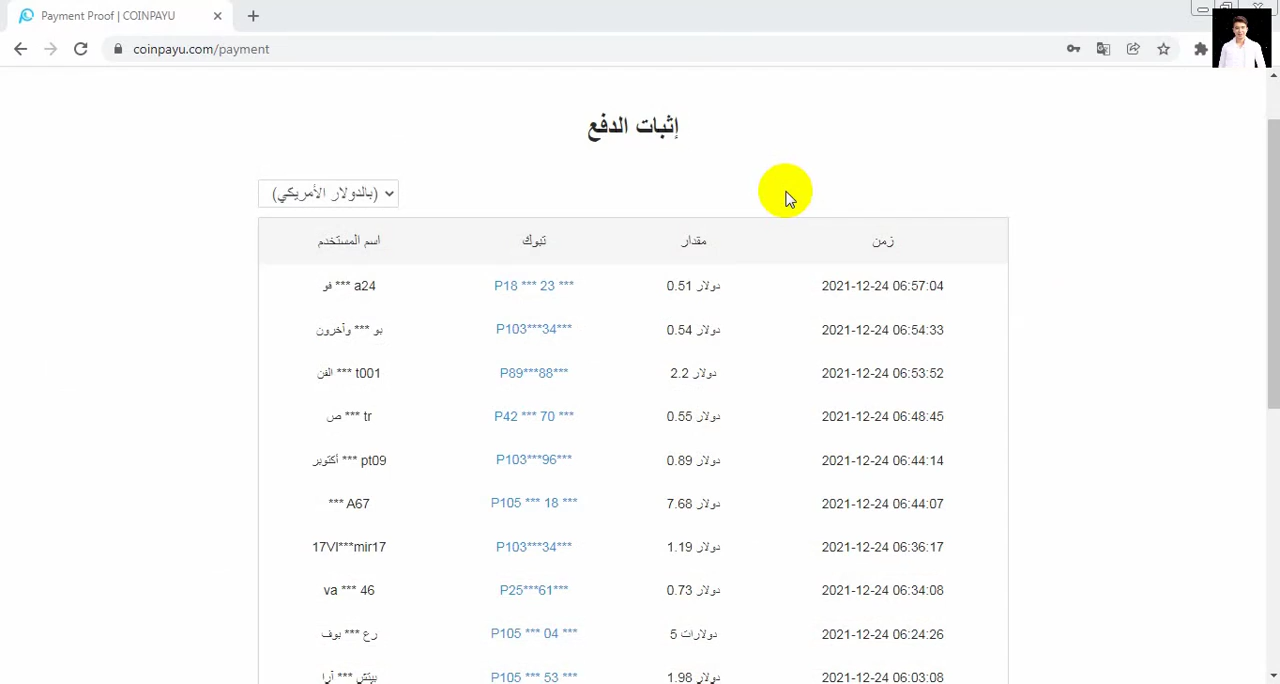 Payment Proof | COINPAYU
coinpayu.com/payment
إثبات الدفع
(بالدولار الأمريكي)
اسم المستخدم تبوك مقدار زمن
a24 *** فو P18 *** 23 *** 0.51 دولار 2021-12-24 06:57:04
بو *** وآخرون P103***34*** 0.54 دولار 2021-12-24 06:54:33
t001 *** الفن P89***88*** 2.2 دولار 2021-12-24 06:53:52
tr *** ص P42 *** 70 *** 0.55 دولار 2021-12-24 06:48:45
pt09 *** أكتوبر P103***96*** 0.89 دولار 2021-12-24 06:44:14
*** A67 P105 *** 18 *** 7.68 دولار 2021-12-24 06:44:07
17Vl***mir17 P103***34*** 1.19 دولار 2021-12-24 06:36:17
va *** 46 P25***61*** 0.73 دولار 2021-12-24 06:34:08
رع *** بوف P105 *** 04 *** 5 دولارات 2021-12-24 06:24:26
بيتش *** آرا P105 *** 53 *** 1.98 دولار 2021-12-24 06:03:08